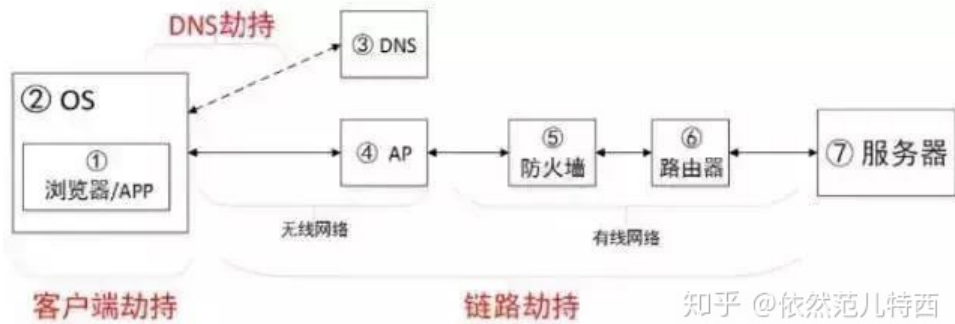 DNS劫持
③ DNS
② OS
①
浏览器/APP
④ AP
⑤
防火墙
⑥
路由器
⑦ 服务器
无线网络
有线网络
客户端劫持
链路劫持
知乎 @依然范儿特西